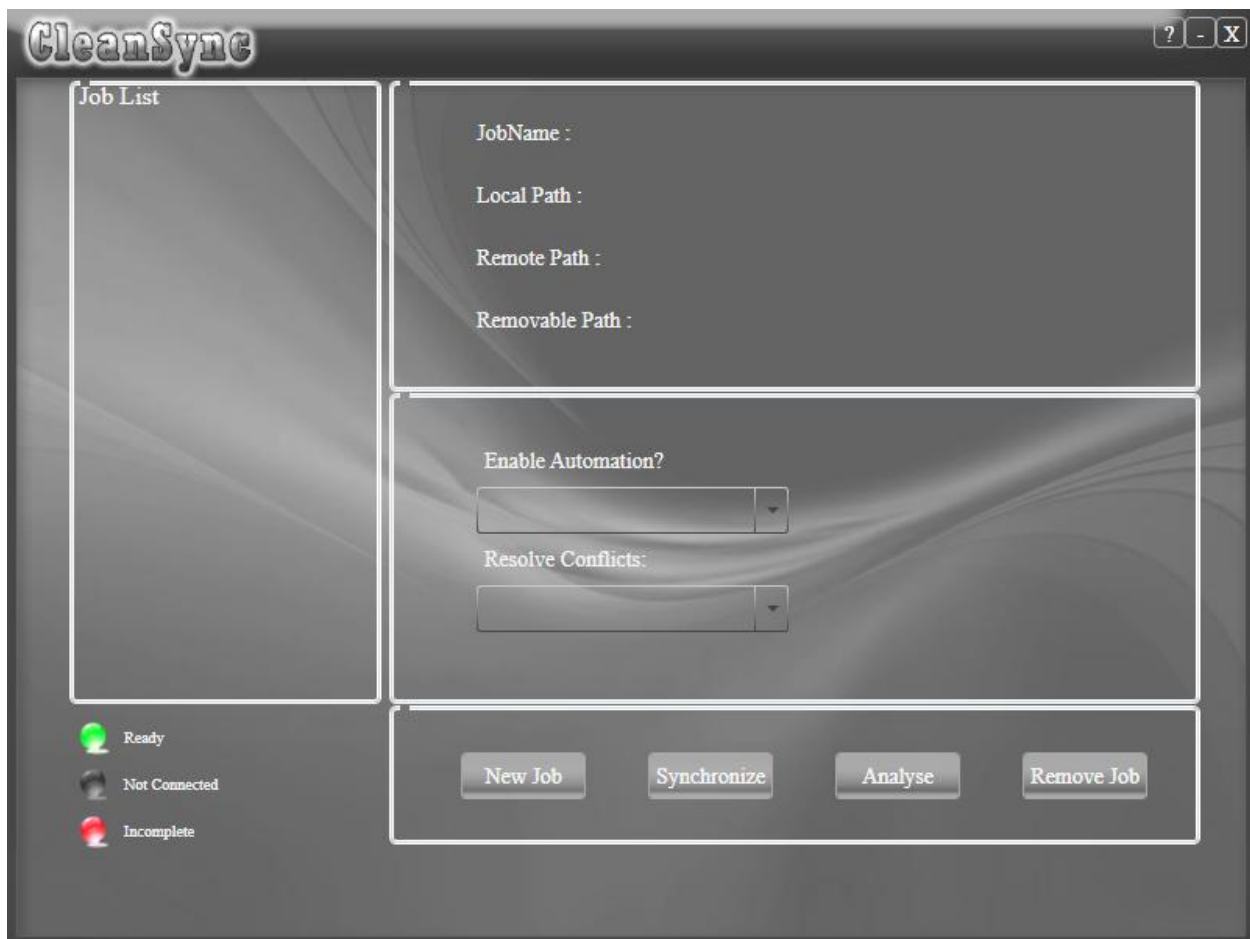 CleanSync
? - X
Job List
JobName :
Local Path :
Remote Path :
Removable Path :
Enable Automation?
Resolve Conflicts:
Ready
Not Connected
Incomplete
New Job Synchronize Analyse Remove Job